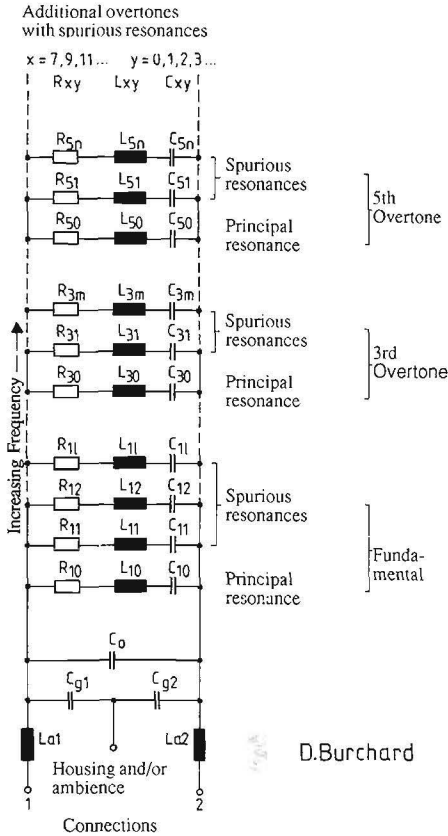 Additional overtones
with spurious resonances
x = 7,9,11... y = 0,1,2,3...
Rxy Lxy Cxy
R5n L5n C5n
Spurious
resonances
R51 L51 C51
5th
Overtone
R50 L50 C50
Principal
resonance
R3m L3m C3m
Spurious
resonances
R31 L31 C31
3rd
Overtone
R30 L30 C30
Principal
resonance
Increasing Frequency
R1l L1l C1l
R12 L12 C12
Spurious
resonances
R11 L11 C11
Funda-
mental
R10 L10 C10
Principal
resonance
Co
Cg1 Cg2
La1 La2
Housing and/or
ambience
1 2
Connections
D.Burchard